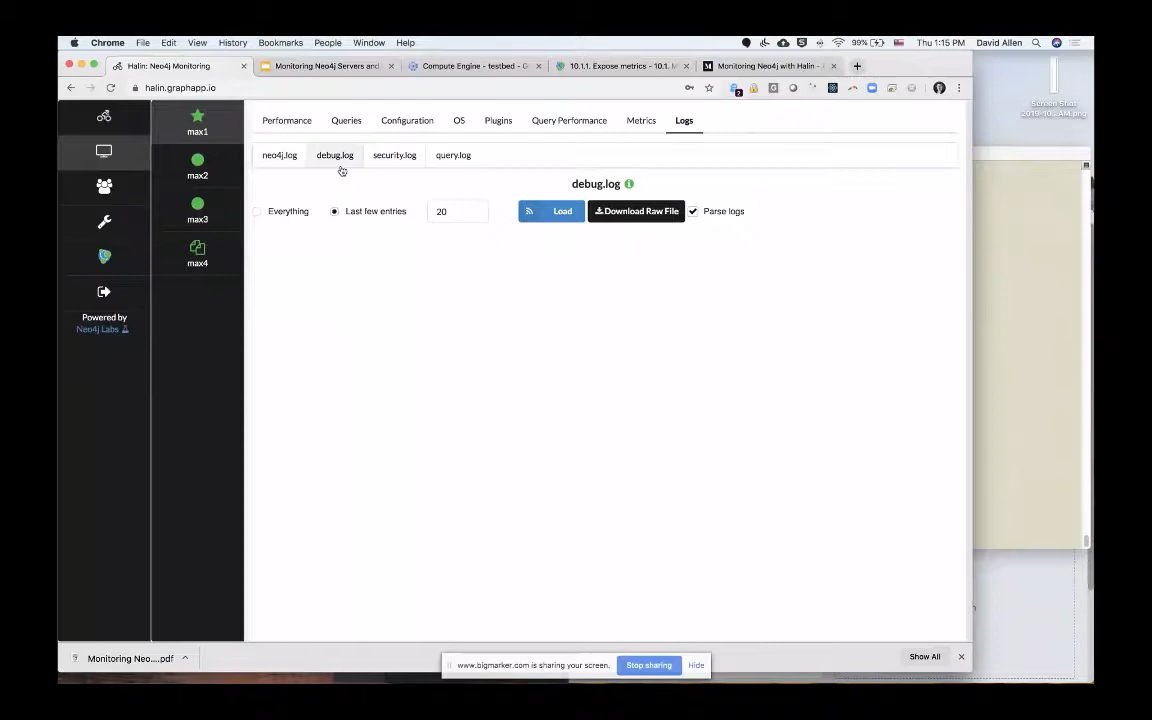 Chrome File Edit View History Bookmarks People Window Help
99% Thu 1:15 PM David Allen
Halin: Neo4j Monitoring
Monitoring Neo4j Servers and
Compute Engine - testbed - G
10.1.1. Expose metrics - 10.1. M
Monitoring Neo4j with Halin -
halin.graphapp.io
2
max1
max2
max3
max4
Powered by
Neo4j Labs
Performance Queries Configuration OS Plugins Query Performance Metrics Logs
neo4j.log debug.log security.log query.log
debug.log
Everything Last few entries 20 Load Download Raw File Parse logs
Monitoring Neo....pdf
www.bigmarker.com is sharing your screen. Stop sharing Hide
Show All
Screen Shot